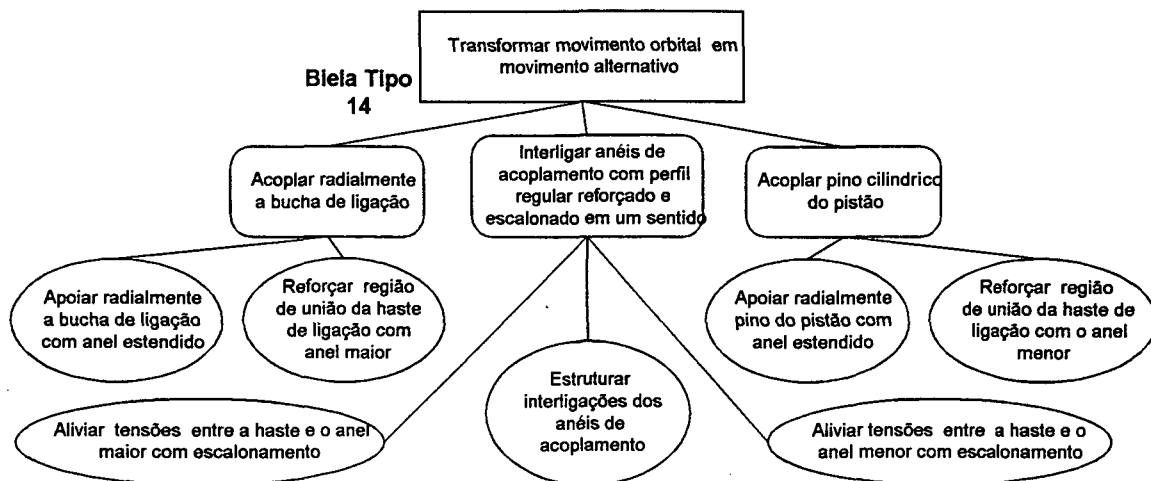 Transformar movimento orbital em
movimento alternativo
Biela Tipo
14
Acoplar radialmente
a bucha de ligação
Interligar anéis de
acoplamento com perfil
regular reforçado e
escalonado em um sentido
Acoplar pino cilindrico
do pistão
Apoiar radialmente
a bucha de ligação
com anel estendido
Reforçar região
de união da haste
de ligação com
anel maior
Apoiar radialmente
pino do pistão com
anel estendido
Reforçar região
de união da haste de
ligação com o anel
menor
Aliviar tensões entre a haste e o anel
maior com escalonamento
Estruturar
interligações dos
anéis de
acoplamento
Aliviar tensões entre a haste e o
anel menor com escalonamento